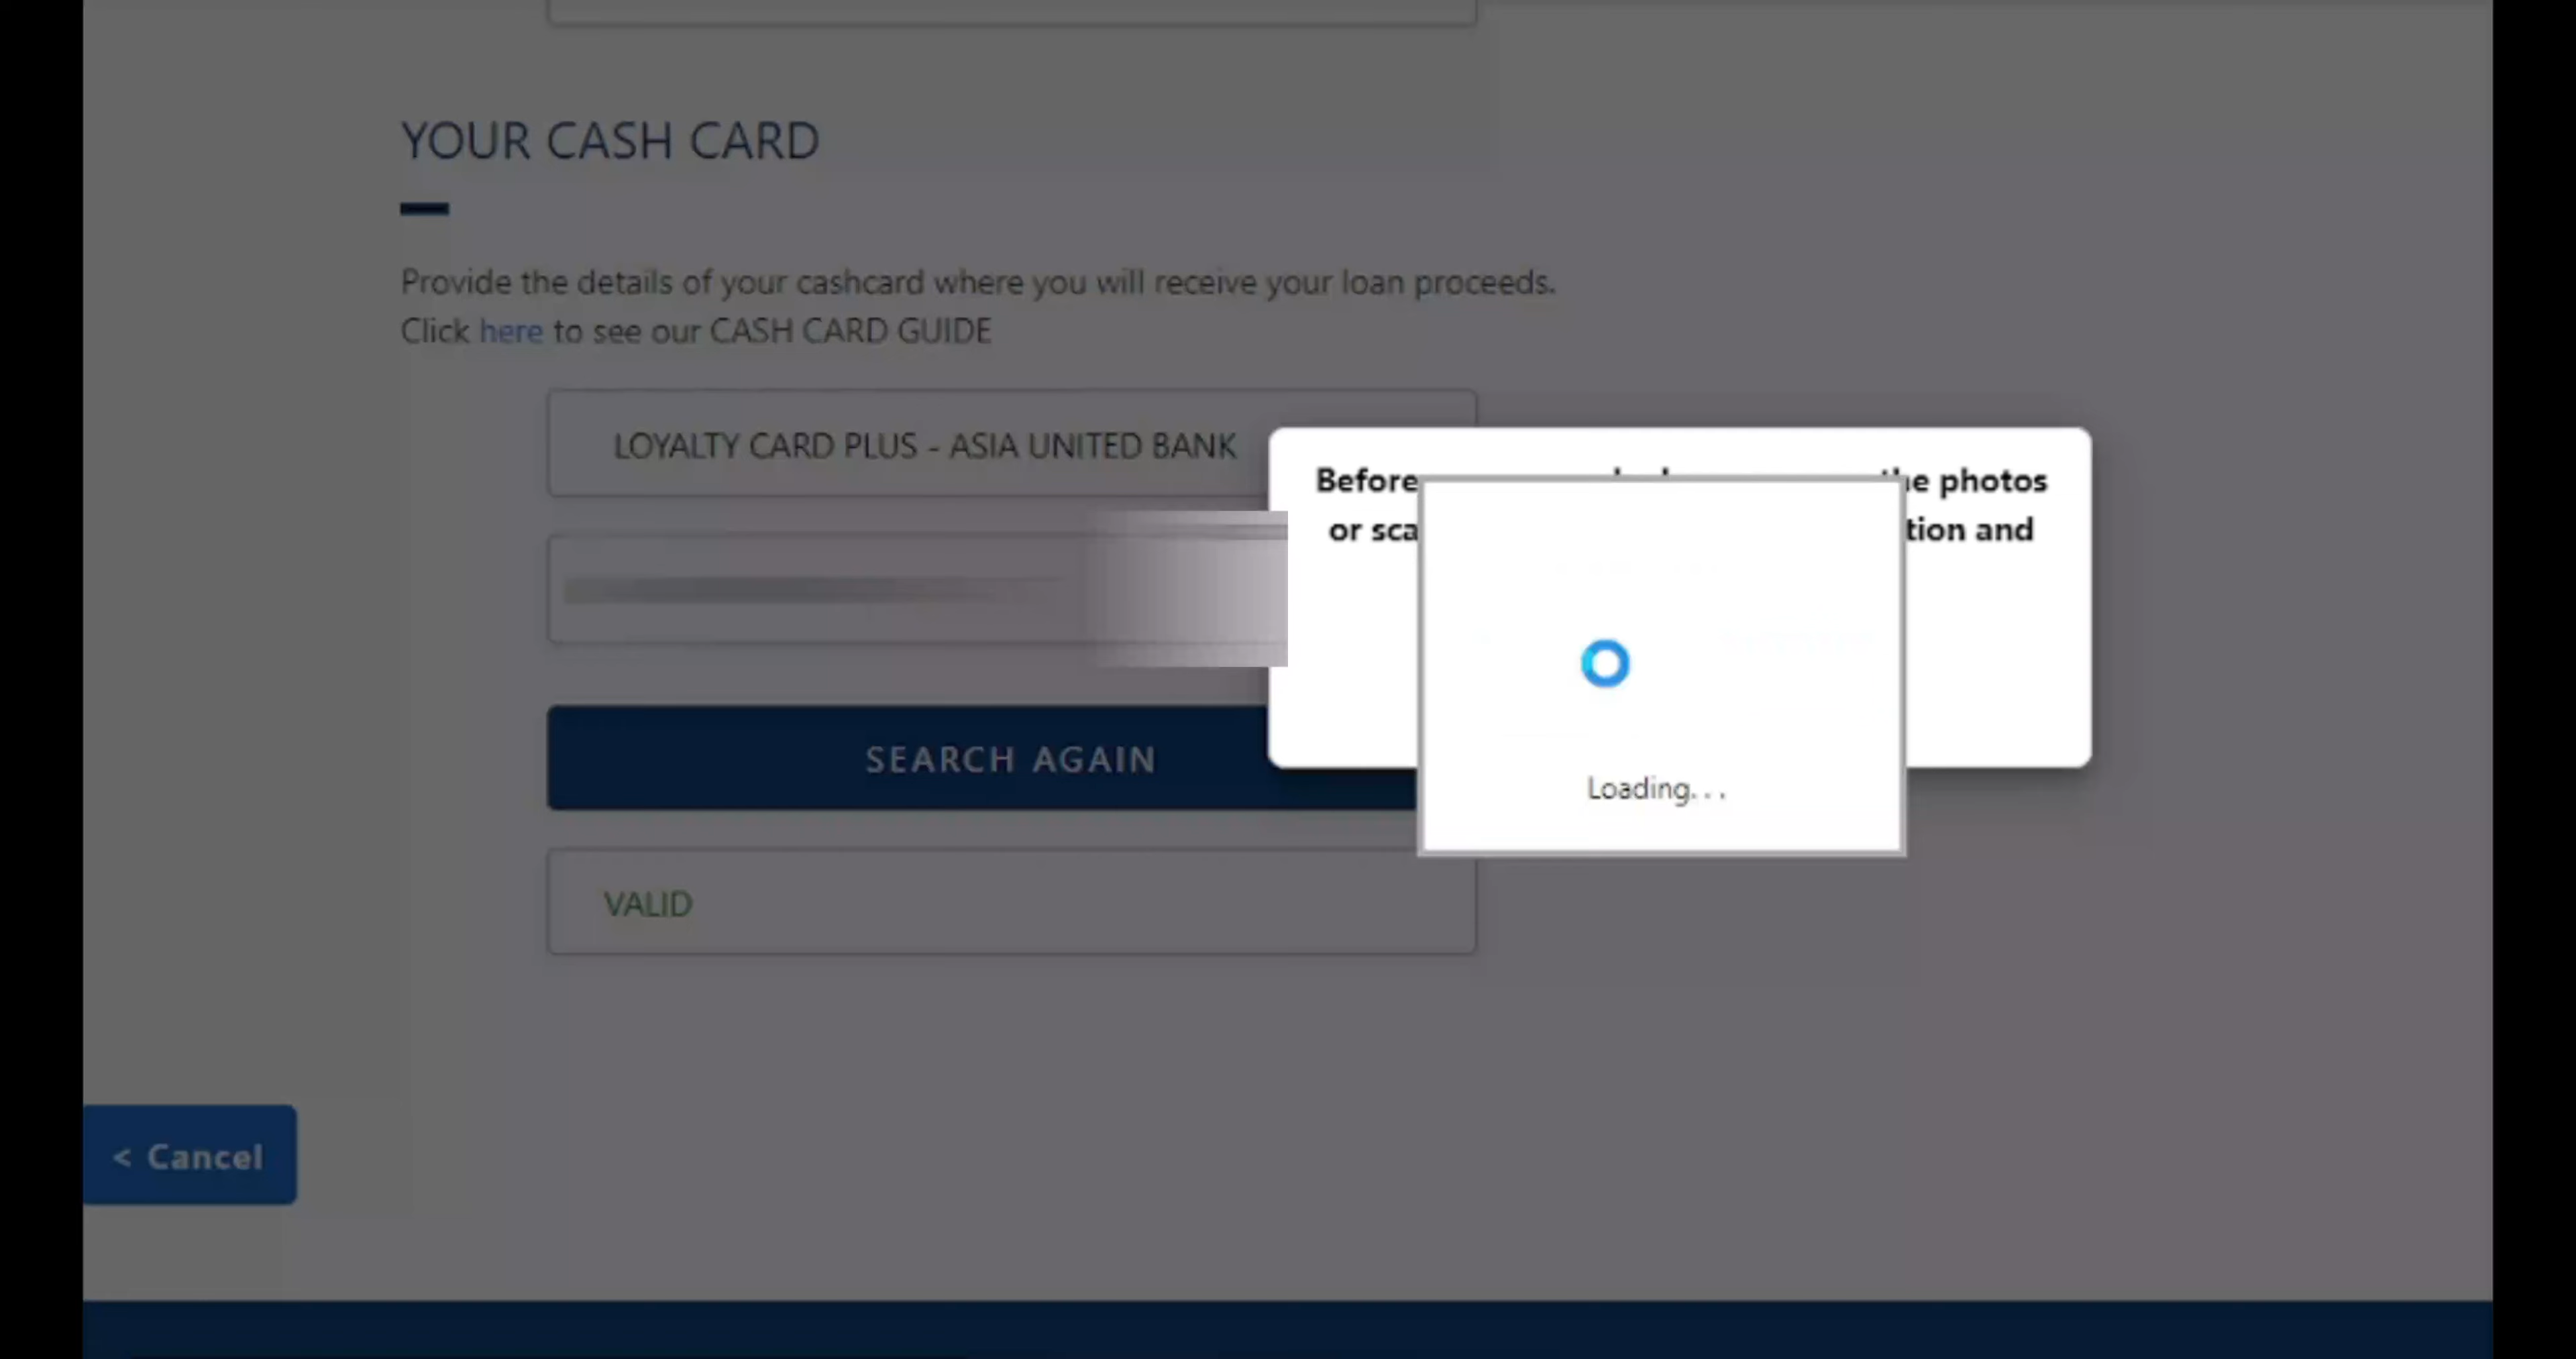 YOUR CASH CARD
Provide the details of your cashcard where you will receive your loan proceeds.
Click here to see our CASH CARD GUIDE
LOYALTY CARD PLUS - ASIA UNITED BANK
Before the photos
or and
SEARCH AGAIN
Loading. . .
VALID
< Cancel